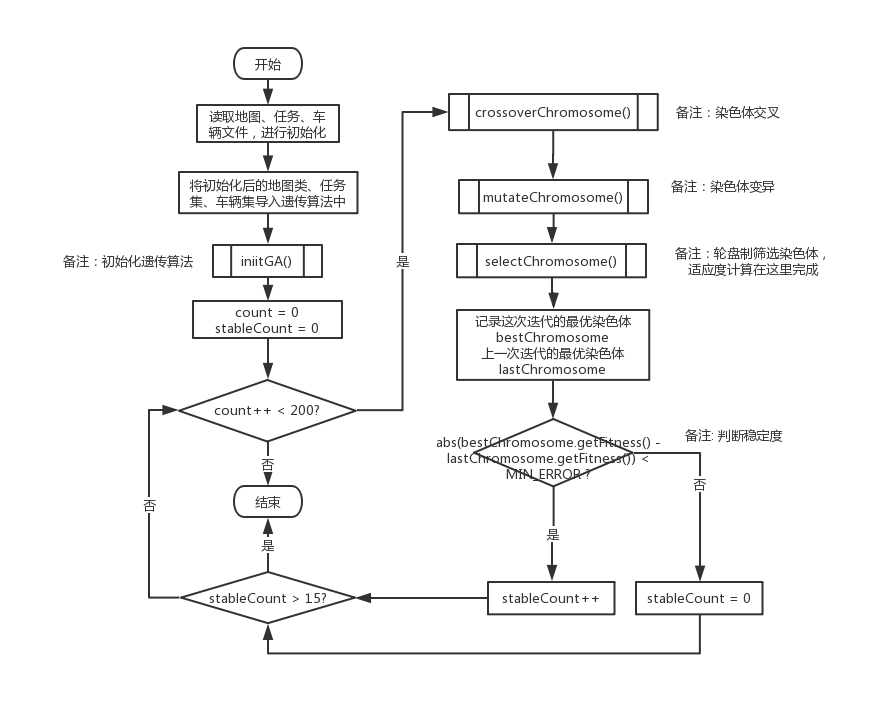 开始
读取地图、任务、车
辆文件，进行初始化
将初始化后的地图类、任务
集、车辆集导入遗传算法中
备注：初始化遗传算法
iniitGA()
count = 0
stableCount = 0
count++ < 200?
是
否
结束
是
否
stableCount > 15?
crossoverChromosome()
备注：染色体交叉
mutateChromosome()
备注：染色体变异
selectChromosome()
备注：轮盘制筛选染色体，
适应度计算在这里完成
记录这次迭代的最优染色体
bestChromosome
上一次迭代的最优染色体
lastChromosome
abs(bestChromosome.getFitness() -
lastChromosome.getFitness()) <
MIN_ERROR ?
备注: 判断稳定度
否
是
stableCount++
stableCount = 0